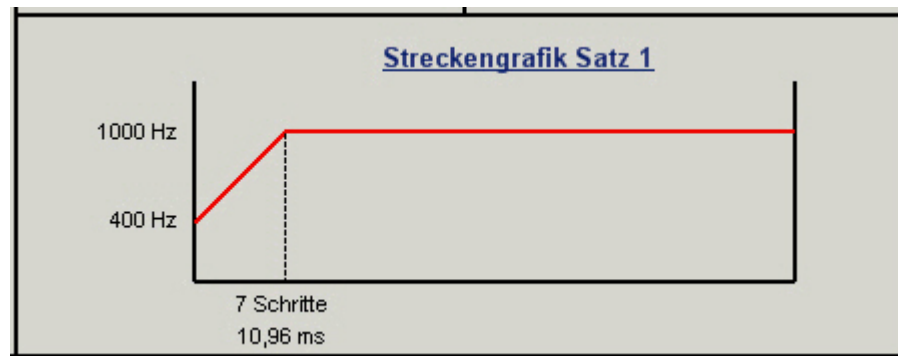 Streckengrafik Satz 1
1000 Hz
400 Hz
7 Schritte
10,96 ms